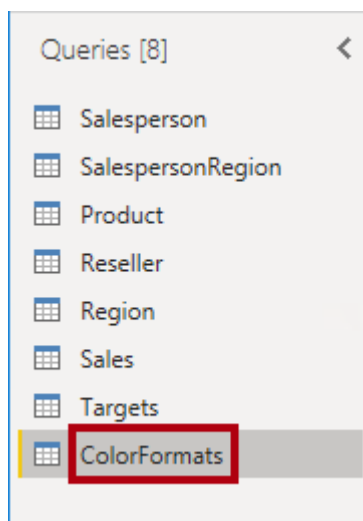 Queries [8]
Salesperson
SalespersonRegion
Product
Reseller
Region
Sales
Targets
ColorFormats